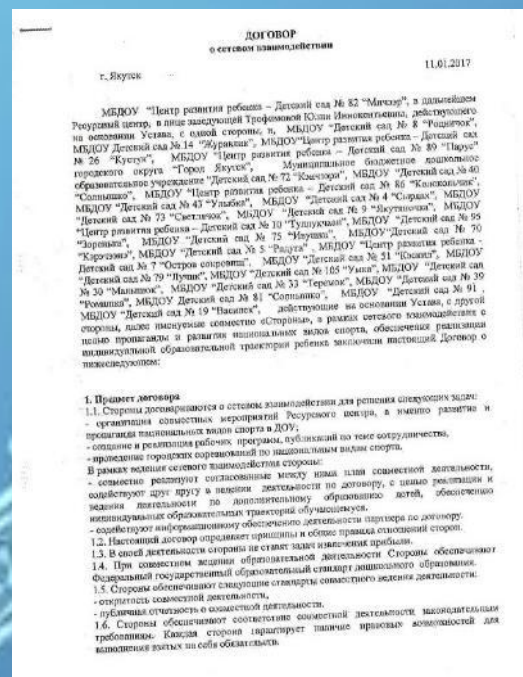 ДОГОВОР
о сетевом взаимодействии
11.01.2017
г. Якутск
МБДОУ "Центр развития ребенка – Детский сад № 82 "Мичээр", в дальнейшем
Ресурсный центр, в лице заведующей Трофимовой Юлии Иннокентьевны, действующего
на основании Устава, с одной стороны, и, МБДОУ "Детский сад № 8 "Родничок",
МБДОУ Детский сад № 14 "Журавлик", МБДОУ"Центр развития ребенка – Детский сад
№ 26 "Кустук", МБДОУ "Центр развития ребенка – Детский сад № 89 "Парус"
городского округа "Город Якутск", Муниципальное бюджетное дошкольное
образовательное учреждение "Детский сад № 72 "Кэнчээри", МБДОУ "Детский сад № 40
"Солнышко", МБДОУ "Центр развития ребенка – Детский сад № 86 "Колокольчик",
МБДОУ "Детский сад № 43 "Улыбка", МБДОУ "Детский сад № 4 "Сырдах", МБДОУ
"Детский сад № 73 "Светлячок", МБДОУ "Детский сад № 9 "Якутяночка", МБДОУ
"Центр развития ребенка – Детский сад № 10 "Туллукчаан", МБДОУ "Детский сад № 95
"Зоренька", МБДОУ "Детский сад № 75 "Ивушка", МБДОУ"Детский сад № 70
МБДОУ "Детский сад № 5 "Радуга", "Центр развития ребенка -
Детский сад № 7 "Остров сокровищ", МБДОУ "Детский сад № 51 "Кэскил", МБДОУ
"Детский сад № 79 "Лучик", МБДОУ "Детский сад № 105 "Умка", МБДОУ "Детский сад
№ 30 "Малышок", МБДОУ "Детский сад № 33 "Теремок", МБДОУ "Детский сад № 39
"Ромашка", МБДОУ Детский сад № 81 "Солнышко", МБДОУ "Детский сад № 91 ,
МБДОУ "Детский сад № 19 "Василек", действующие на основании Устава, с другой
стороны, далее именуемые совместно «Стороны», в рамках сетевого взаимодействия с
целью пропаганды и развития национальных видов спорта, обеспечения реализации
индивидуальной образовательной траектории ребенка заключили настоящий Договор о
нижеследующем:
1. Предмет договора
1.1. Стороны договариваются о сетевом взаимодействии для решения следующих задач:
- организация совместных мероприятий Ресурсного центра, а именно развитие и
пропаганда национальных видов спорта в ДОУ;
- создание и реализация рабочих программ, публикаций по теме сотрудничества,
- проведение городских соревнований по национальным видам спорта.
В рамках ведения сетевого взаимодействия стороны:
- совместно реализуют согласованные между ними план совместной деятельности,
содействуют друг другу в ведении деятельности по договору, с целью реализации и
ведения деятельности по дополнительному образованию детей, обеспечению
индивидуальных образовательных траекторий обучающемуся,
- содействуют информационному обеспечению деятельности партнера по договору.
1.2. Настоящий договор определяет принципы и общие правила отношений сторон.
1.3. В своей деятельности стороны не ставят задач извлечения прибыли.
1.4. При совместном ведении образовательной деятельности Стороны обеспечивают
Федеральный государственный образовательный стандарт дошкольного образования.
1.5. Стороны обеспечивают следующие стандарты совместного ведения деятельности:
- открытость совместной деятельности,
- публичная отчетность о совместной деятельности.
1.6. Стороны обеспечивают соответствие совместной деятельности законодательным
требованиям. Каждая сторона гарантирует наличие правовых возможностей для
выполнения взятых на себя обязательств.